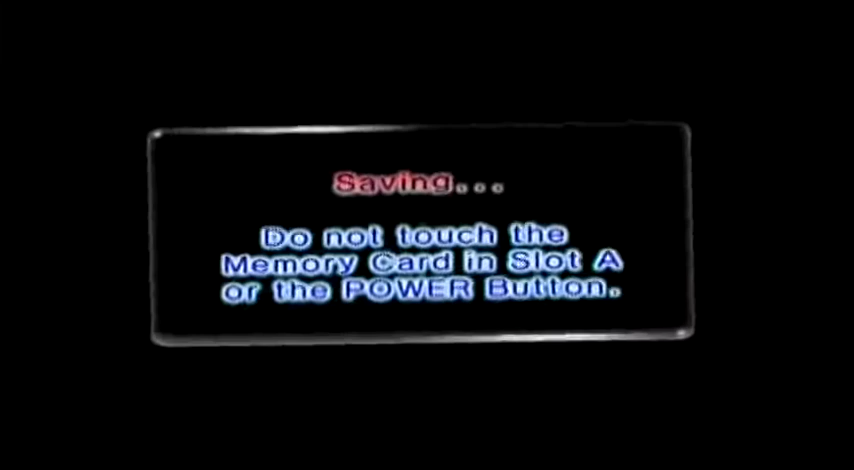 Saving...
Do not touch the
Memory Card in Slot A
or the POWER Button.